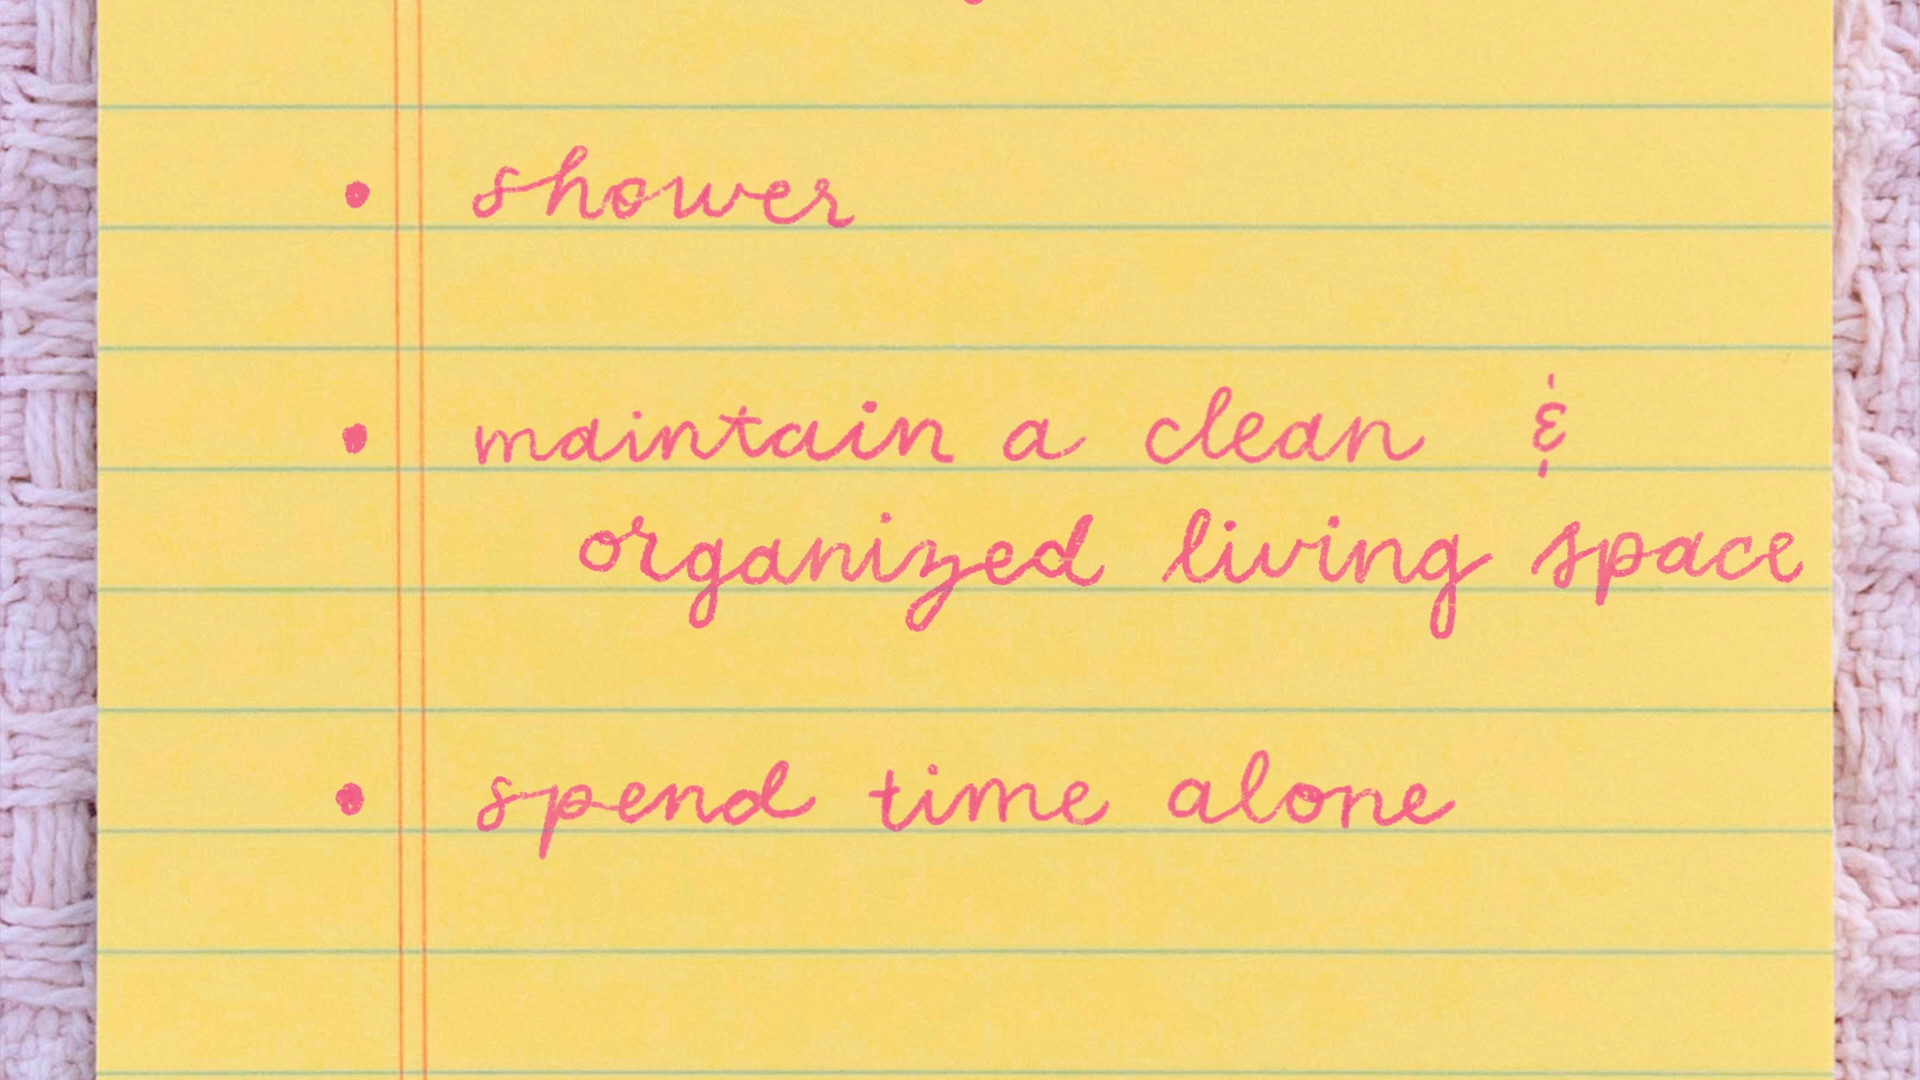 • shower
• maintain a clean &
organized living space
• spend time alone